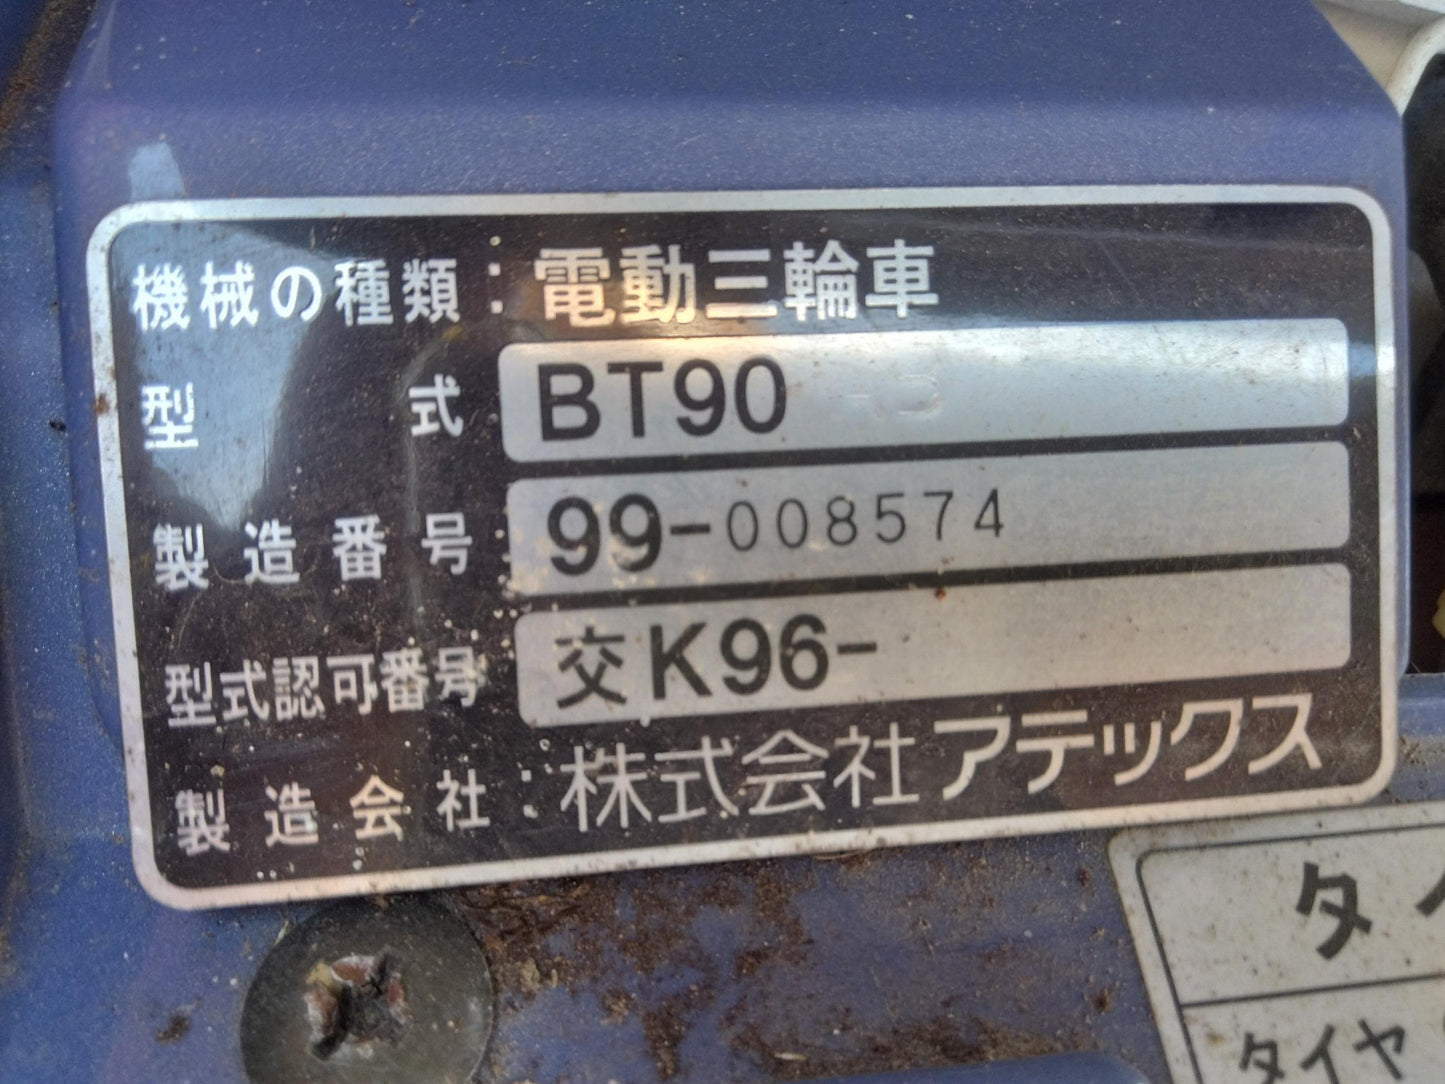 機械の種類：電動三輪車
型式 BT90
製造番号 99-008574
型式認可番号 交K96-
製造会社：株式会社アテックス
タイ
タイヤ